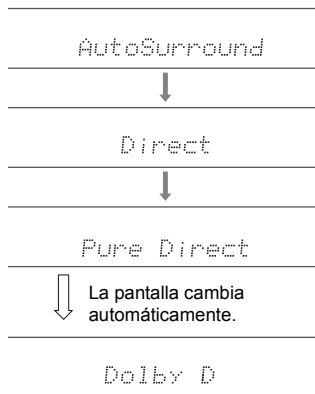 AutoSurround
Direct
Pure Direct
La pantalla cambia
automáticamente.
Dolby D